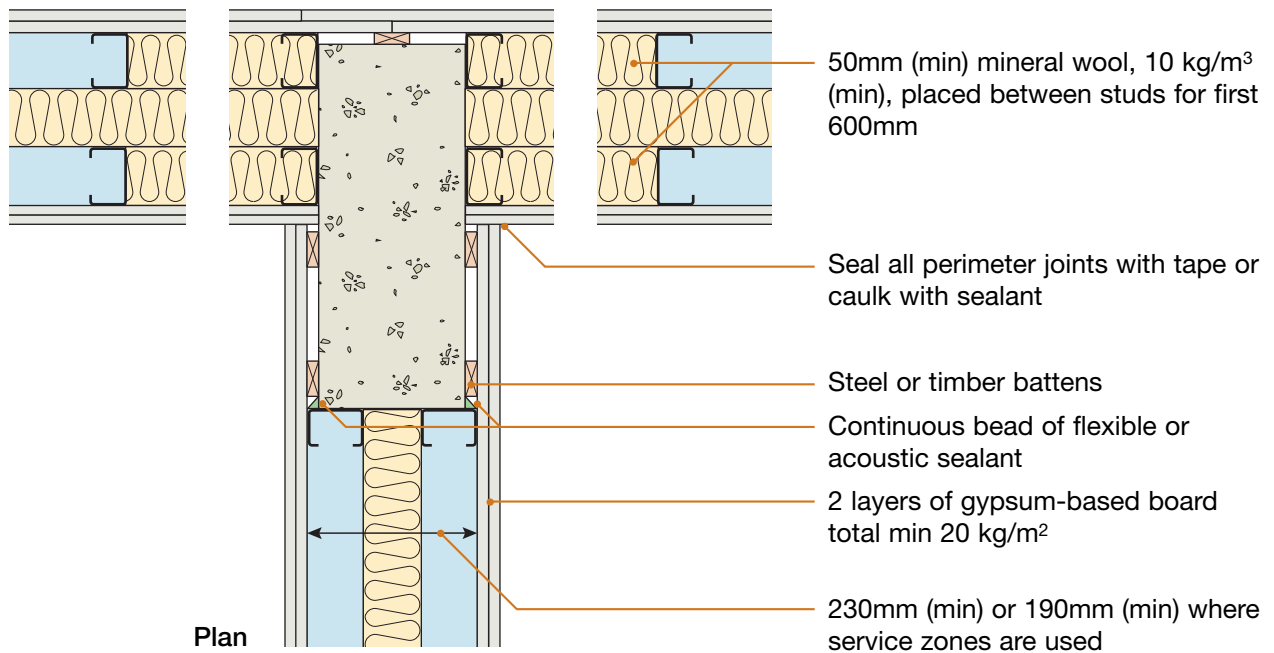 50mm (min) mineral wool, 10 kg/m³
(min), placed between studs for first
600mm
Seal all perimeter joints with tape or
caulk with sealant
Steel or timber battens
Continuous bead of flexible or
acoustic sealant
2 layers of gypsum-based board
total min 20 kg/m²
230mm (min) or 190mm (min) where
service zones are used
Plan